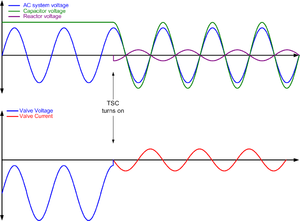 AC system voltage
Capacitor voltage
Reactor voltage
TSC
turns on
Valve Voltage
Valve Current